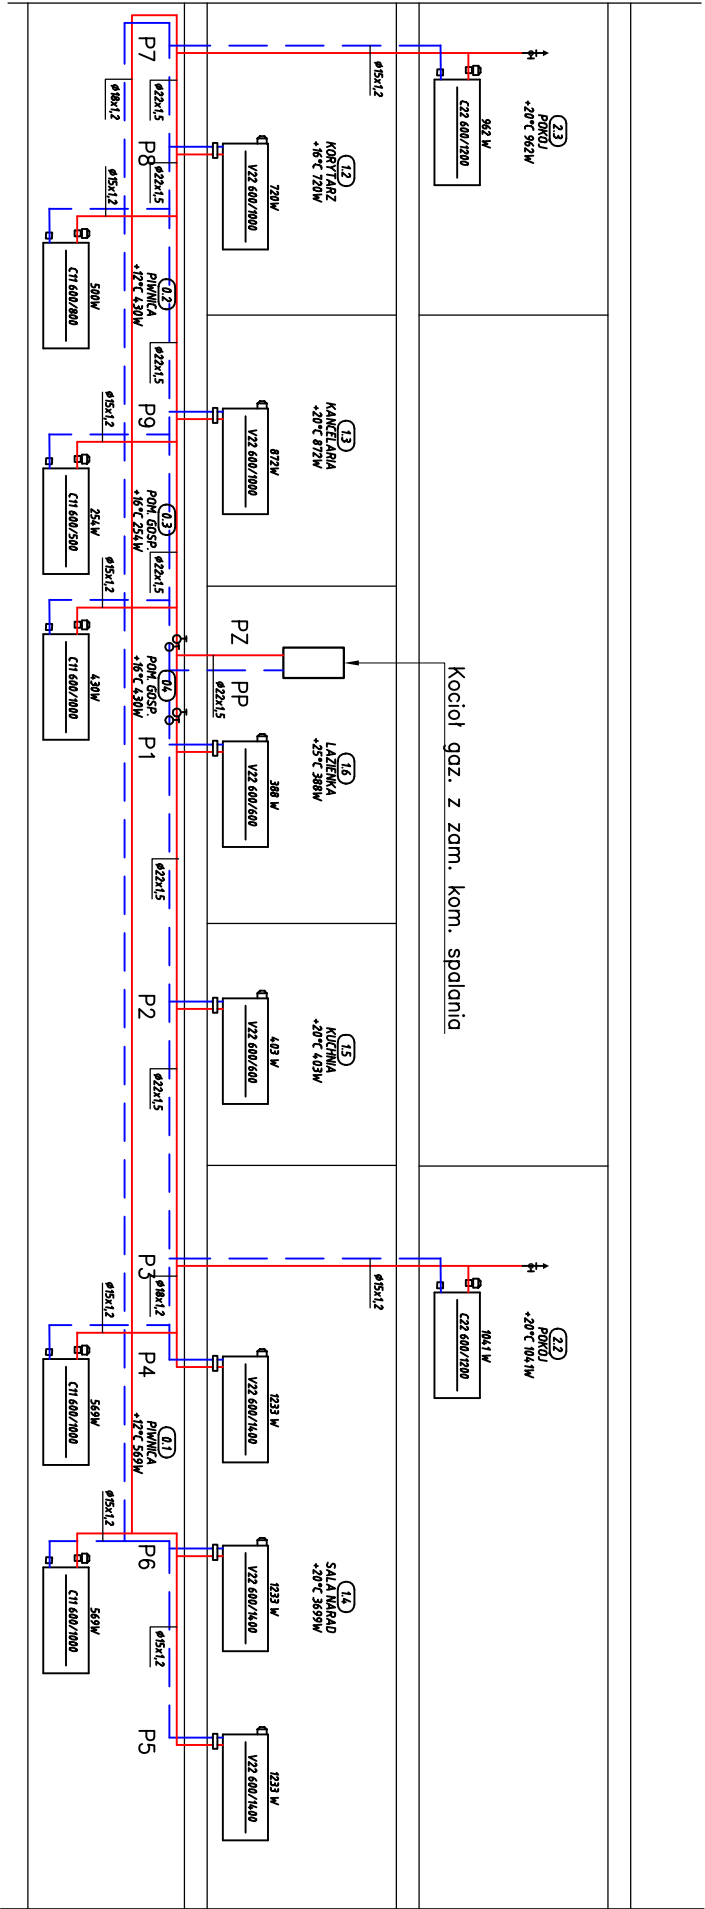 2.3
POKÓJ
+20°C 962W
962 W
C22 600/1200
Ø15x1,2
Kocioł gaz. z zam. kom. spalania
2.2
POKÓJ
+20°C 1041W
1041 W
C22 600/1200
Ø15x1,2
1.2
KORYTARZ
+16°C 720W
720W
V22 600/1000
1.3
KANCELARIA
+20°C 872W
872W
V22 600/1000
PZ
PP
Ø22x1,5
1.6
ŁAZIENKA
+25°C 388W
388 W
V22 600/600
1.5
KUCHNIA
+20°C 403W
403 W
V22 600/600
1233 W
V22 600/1400
1.4
SALA NARAD
+20°C 3699W
1233 W
V22 600/1400
1233 W
V22 600/1400
P7
Ø22x1,5
Ø18x1,2
P8
Ø22x1,5
Ø15x1,2
0.2
PIWNICA
+12°C 430W
500W
C11 600/800
Ø22x1,5
P9
Ø15x1,2
0.3
POM. GOSP.
+16°C 254W
254W
C11 600/500
Ø22x1,5
Ø15x1,2
04
POM. GOSP.
+16°C 430W
430W
C11 600/1000
P1
Ø22x1,5
P2
Ø22x1,5
P3
Ø18x1,2
Ø15x1,2
P4
569W
C11 600/1000
0.1
PIWNICA
+12°C 569W
Ø15x1,2
P6
569W
C11 600/1000
Ø15x1,2
P5